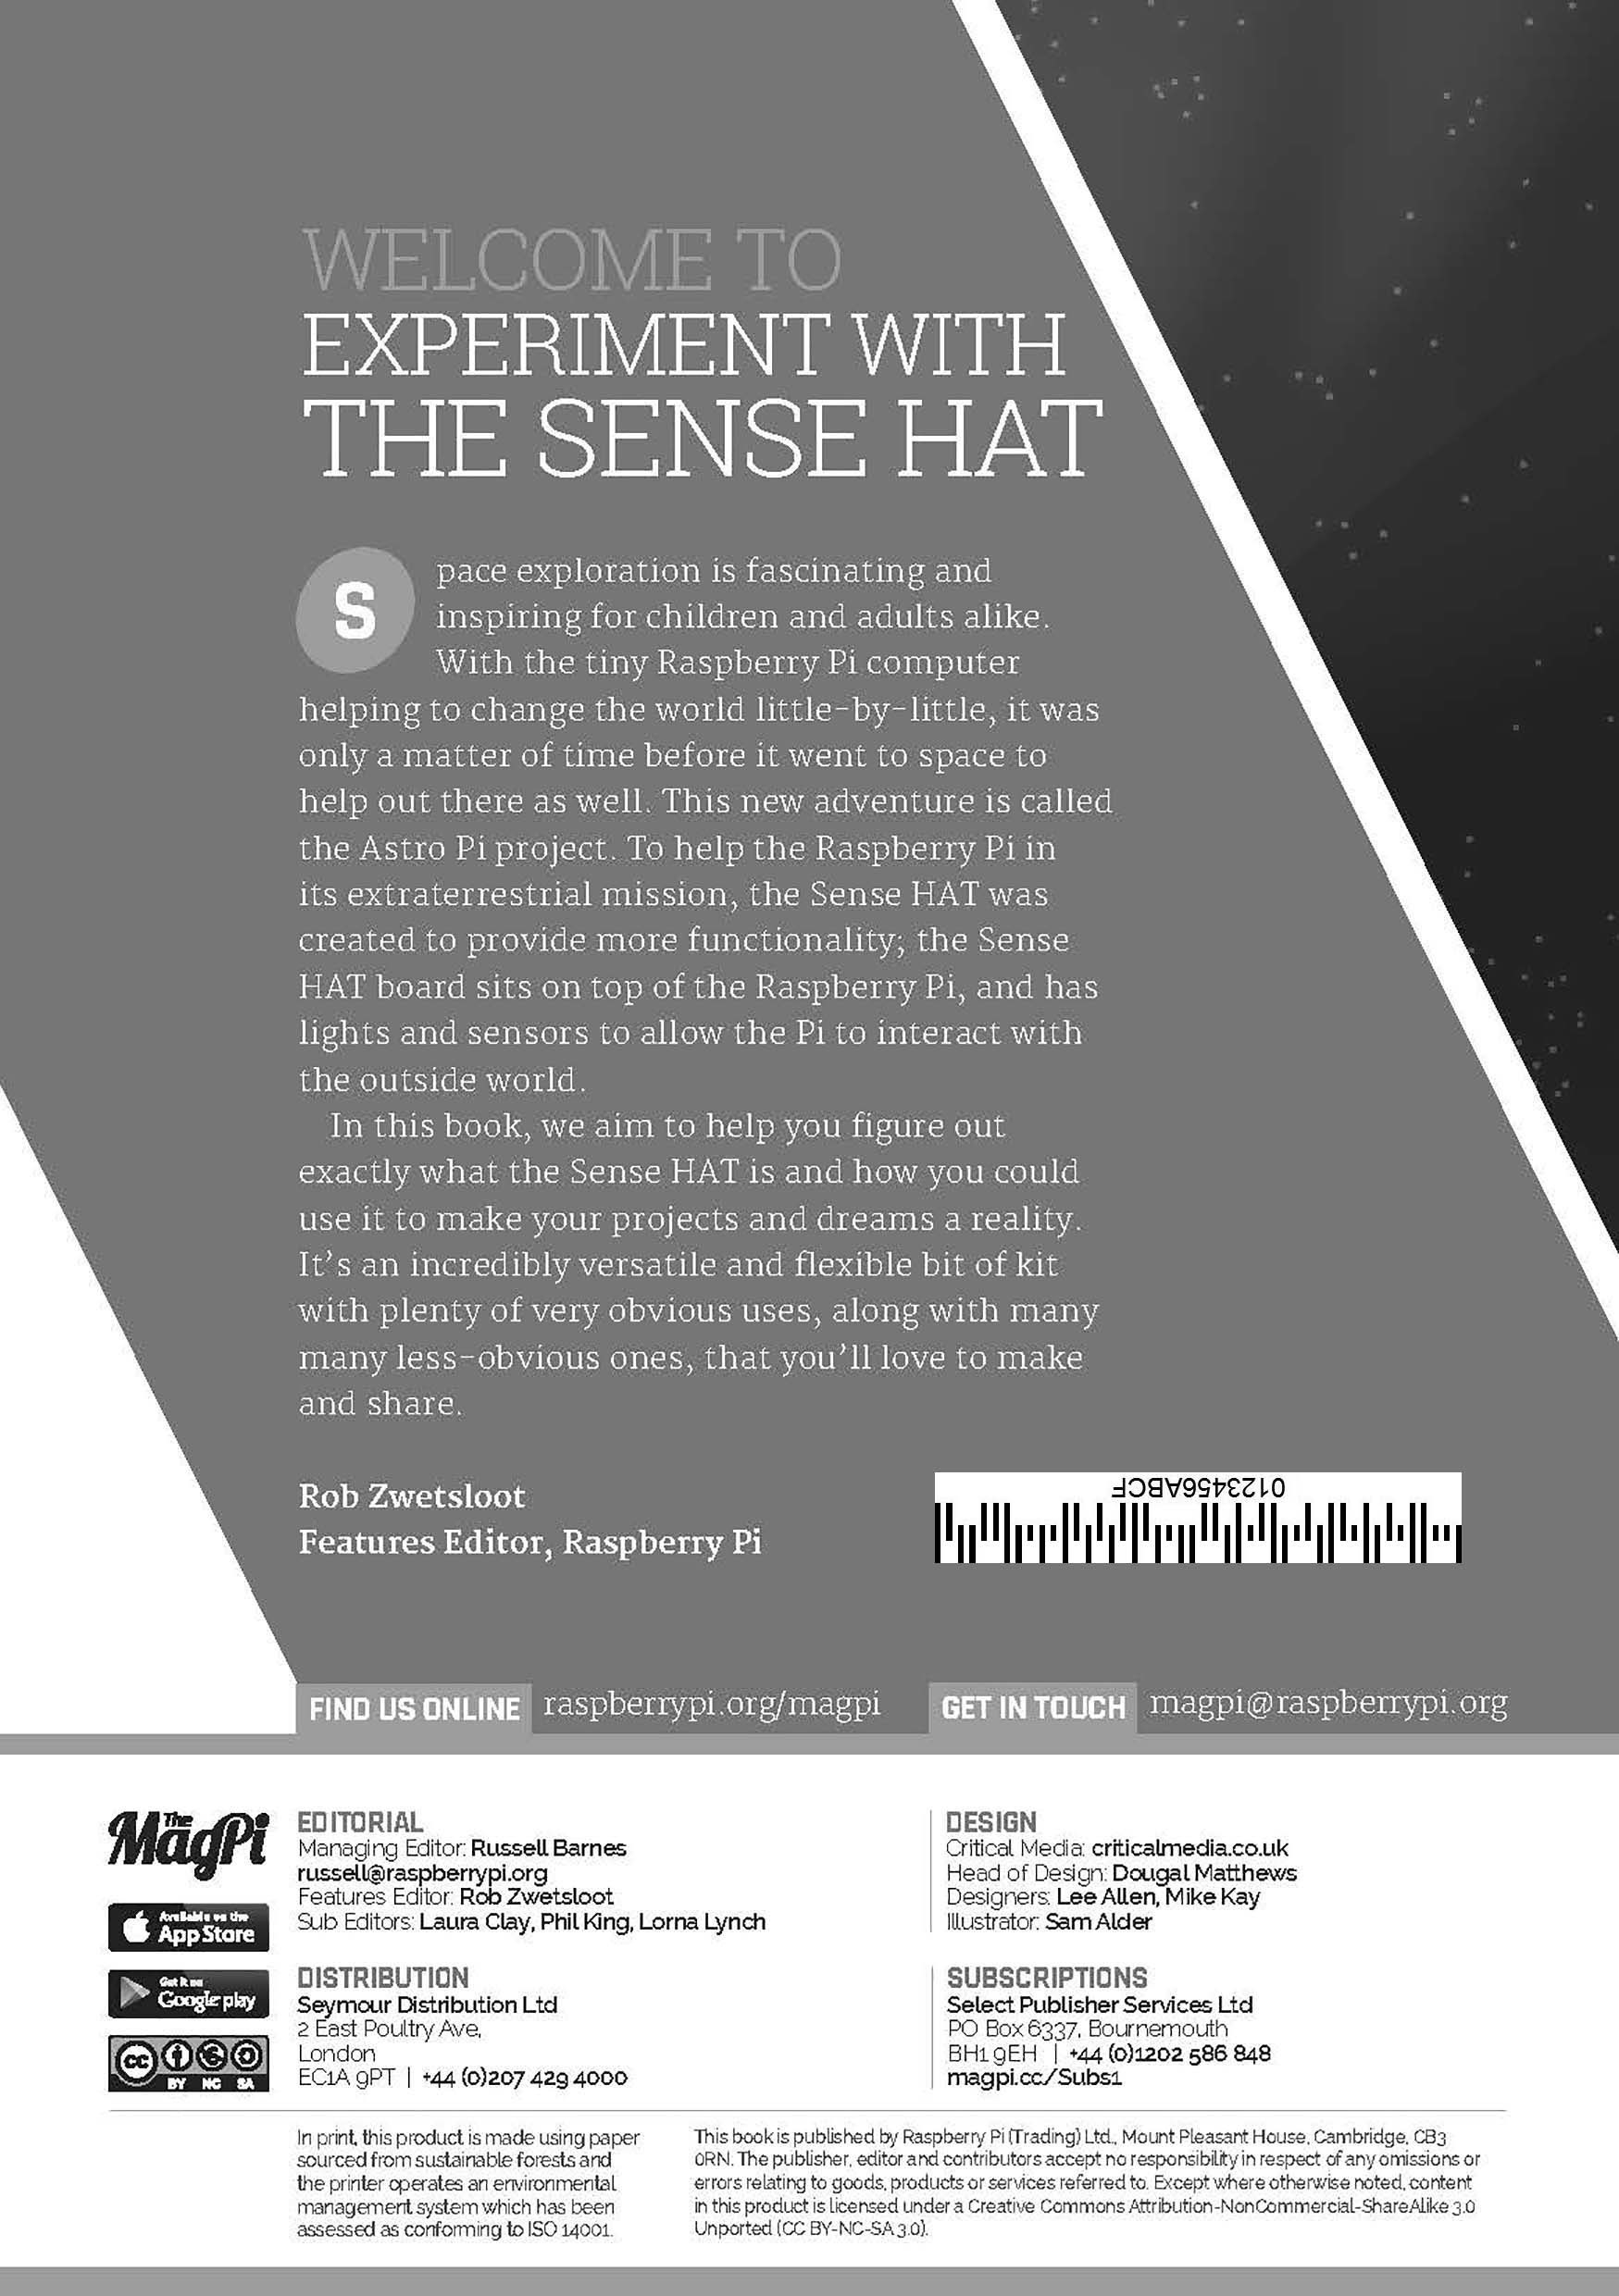 WELCOME TO
EXPERIMENT WITH
THE SENSE HAT
Space exploration is fascinating and
inspiring for children and adults alike.
With the tiny Raspberry Pi computer
helping to change the world little-by-little, it was
only a matter of time before it went to space to
help out there as well. This new adventure is called
the Astro Pi project. To help the Raspberry Pi in
its extraterrestrial mission, the Sense HAT was
created to provide more functionality; the Sense
HAT board sits on top of the Raspberry Pi, and has
lights and sensors to allow the Pi to interact with
the outside world.
In this book, we aim to help you figure out
exactly what the Sense HAT is and how you could
use it to make your projects and dreams a reality.
It's an incredibly versatile and flexible bit of kit
with plenty of very obvious uses, along with many
many less-obvious ones, that you'll love to make
and share.
Rob Zwetsloot
Features Editor, Raspberry Pi
0123456ABCF
FIND US ONLINE raspberrypi.org/magpi
GET IN TOUCH magpi@raspberrypi.org
The MagPi
Available on the
App Store
Get it on
Google play
cc
BY NC SA
EDITORIAL
Managing Editor: Russell Barnes
russell@raspberrypi.org
Features Editor: Rob Zwetsloot
Sub Editors: Laura Clay, Phil King, Lorna Lynch
DESIGN
Critical Media: criticalmedia.co.uk
Head of Design: Dougal Matthews
Designers: Lee Allen, Mike Kay
Illustrator: Sam Alder
DISTRIBUTION
Seymour Distribution Ltd
2 East Poultry Ave,
London
EC1A 9PT | +44 (0)207 429 4000
SUBSCRIPTIONS
Select Publisher Services Ltd
PO Box 6337, Bournemouth
BH1 9EH | +44 (0)1202 586 848
magpi.cc/Subs1
In print, this product is made using paper
sourced from sustainable forests and
the printer operates an environmental
management system which has been
assessed as conforming to ISO 14001.
This book is published by Raspberry Pi (Trading) Ltd., Mount Pleasant House, Cambridge, CB3
0RN. The publisher, editor and contributors accept no responsibility in respect of any omissions or
errors relating to goods, products or services referred to. Except where otherwise noted, content
in this product is licensed under a Creative Commons Attribution-NonCommercial-ShareAlike 3.0
Unported (CC BY-NC-SA 3.0).